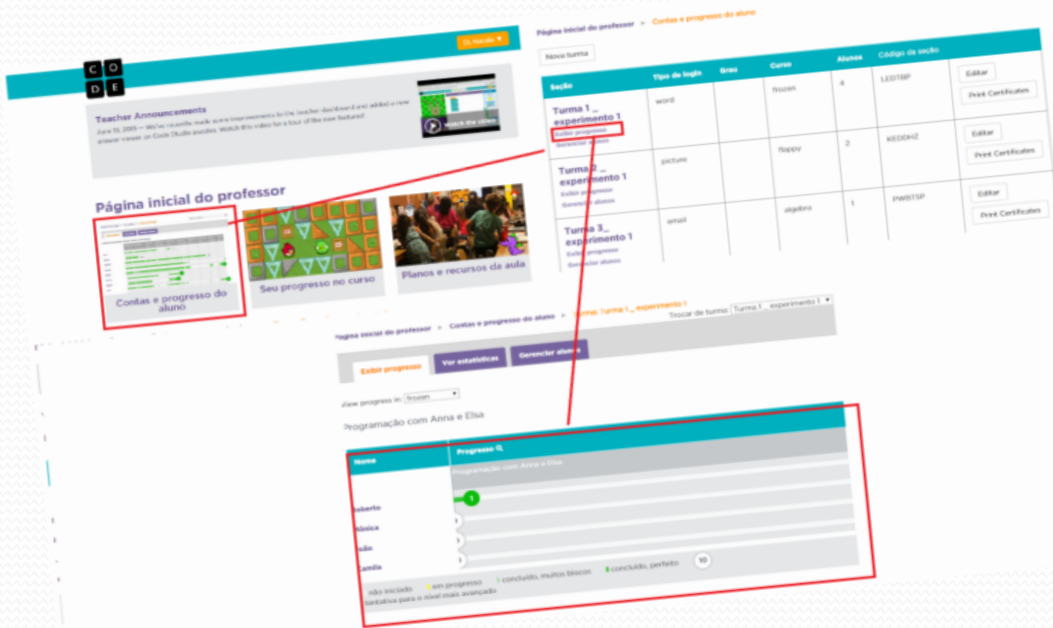 C O
D E
Teacher Announcements
watch the video
Página inicial do professor
Contas e progresso do
aluno
Seu progresso no curso
Planos e recursos da aula
Página inicial do professor > Contas e progresso do aluno
Nova turma
Seção Tipo de login Grau Curso Alunos Código da seção
Turma 1 _
experimento 1
Exibir progresso
Gerenciar alunos
word frozen 4 LEDTBP Editar
Print Certificates
Turma 2 _
experimento 1
Exibir progresso
Gerenciar alunos
picture flappy 2 KEDDHZ Editar
Print Certificates
Turma 3_
experimento 1
Exibir progresso
Gerenciar alunos
email algebra 1 PWBTSP Editar
Print Certificates
Página inicial do professor > Contas e progresso do aluno > Turma: Turma 1 _ experimento 1
Trocar de turma: Turma 1 _ experimento 1
Exibir progresso Ver estatísticas Gerenciar alunos
View progress in: frozen
Programação com Anna e Elsa
Nome Progresso
Programação com Anna e Elsa
Roberto 1
Mônica
João
Camila
não iniciado em progresso concluído, muitos blocos concluído, perfeito 10
tentativa para o nível mais avançado